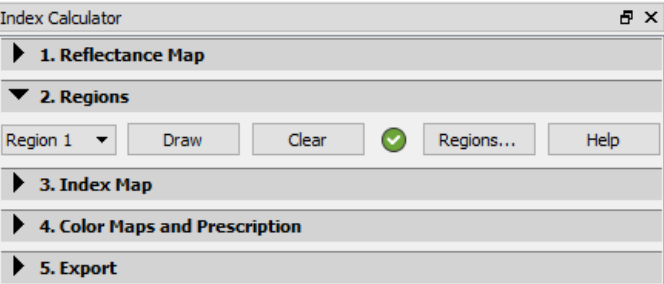 Index Calculator
1. Reflectance Map
2. Regions
Region 1 Draw Clear Regions... Help
3. Index Map
4. Color Maps and Prescription
5. Export